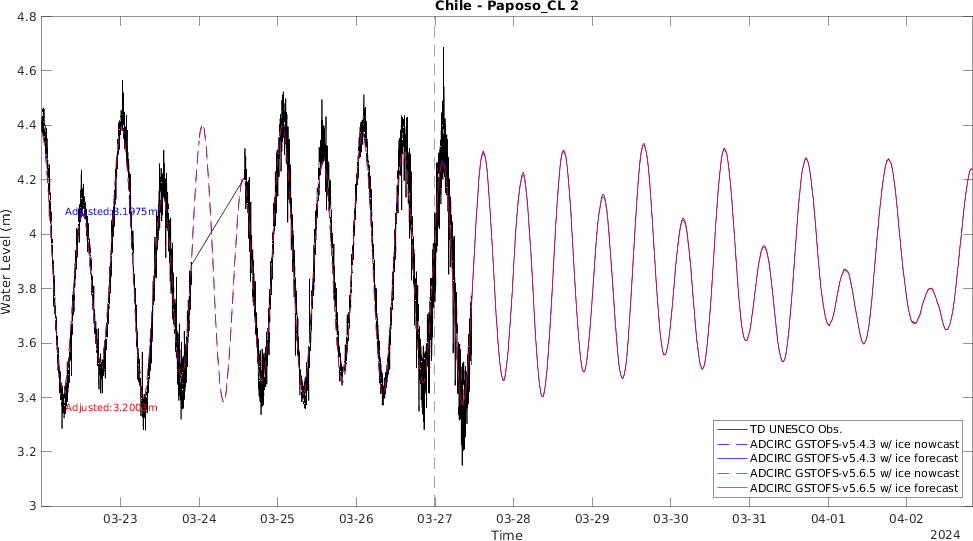 Chile - Paposo_CL 2
4.8
4.6
4.4
4.2
4
3.8
3.6
3.4
3.2
3
Water Level (m)
Adjusted:3.1975m
TD UNESCO Obs.
ADCIRC GSTOFS-v5.4.3 w/ ice nowcast
ADCIRC GSTOFS-v5.4.3 w/ ice forecast
ADCIRC GSTOFS-v5.6.5 w/ ice nowcast
ADCIRC GSTOFS-v5.6.5 w/ ice forecast
03-23 03-24 03-25 03-26 03-27 03-28 03-29 03-30 03-31 04-01 04-02
Time
2024